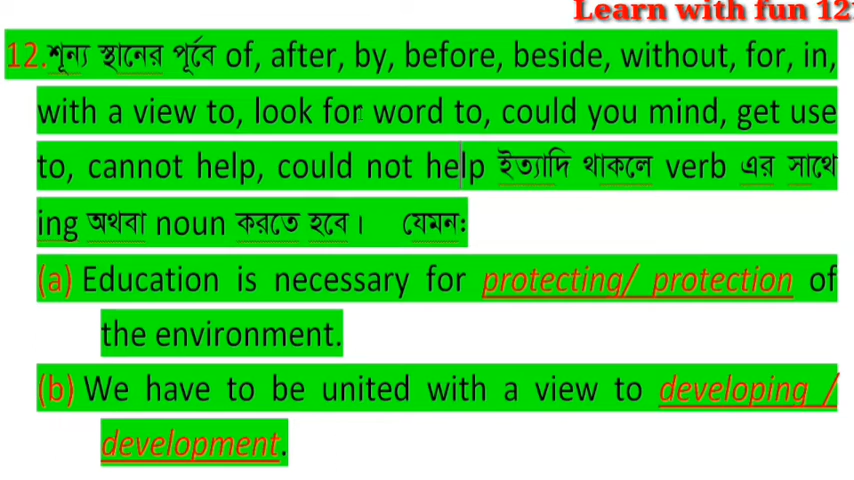 Learn with fun 12
12.শূন্য স্থানের পূর্বে of, after, by, before, beside, without, for, in,
with a view to, look for word to, could you mind, get use
to, cannot help, could not help ইত্যাদি থাকলে verb এর সাথে
ing অথবা noun করতে হবে। যেমন:
(a) Education is necessary for protecting/ protection of
the environment.
(b) We have to be united with a view to developing /
development.